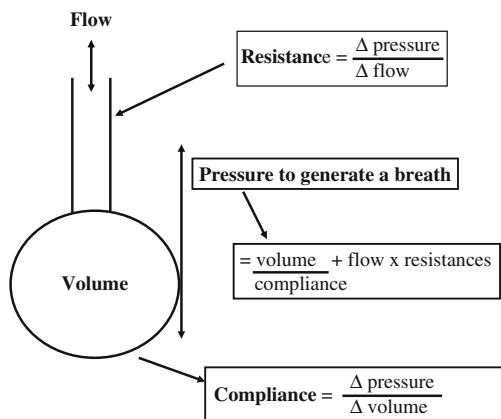 Flow
Resistance = Δ pressure
Δ flow
Pressure to generate a breath
= volume + flow x resistances
compliance
Volume
Compliance = Δ pressure
Δ volume